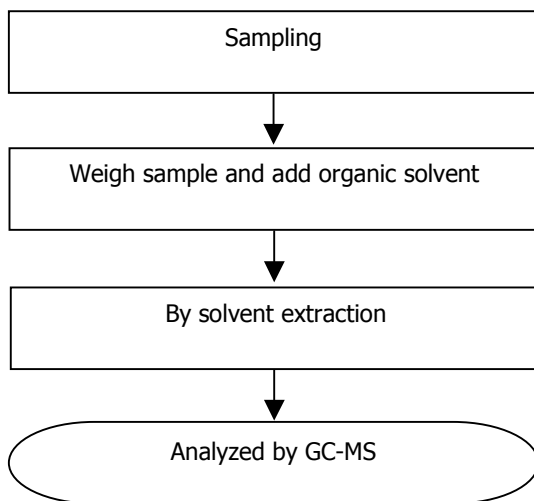 Sampling
Weigh sample and add organic solvent
By solvent extraction
Analyzed by GC-MS